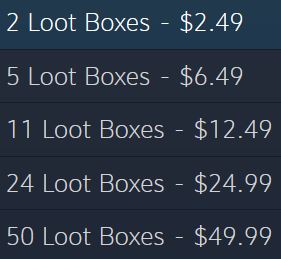 2 Loot Boxes - $2.49
5 Loot Boxes - $6.49
11 Loot Boxes - $12.49
24 Loot Boxes - $24.99
50 Loot Boxes - $49.99